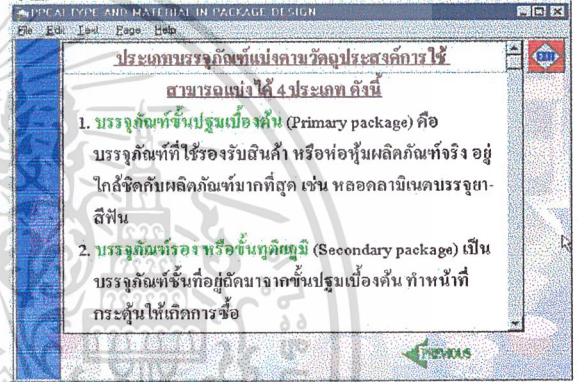 APPCAI TYPE AND MATERIAL IN PACKAGE DESIGN
File Edit Text Page Help
ประเภทบรรจุภัณฑ์แบ่งตามวัตถุประสงค์การใช้
สามารถแบ่งได้ 4 ประเภท ดังนี้
1. บรรจุภัณฑ์ขั้นปฐมเบื้องต้น (Primary package) คือ
บรรจุภัณฑ์ที่ใช้รองรับสินค้า หรือห่อหุ้มผลิตภัณฑ์จริง อยู่
ใกล้ชิดกับผลิตภัณฑ์มากที่สุด เช่น หลอดลามิเนตบรรจุยา-
สีฟัน
2. บรรจุภัณฑ์รอง หรือขั้นทุติยภูมิ (Secondary package) เป็น
บรรจุภัณฑ์ชั้นที่อยู่ถัดมาจากขั้นปฐมเบื้องต้น ทำหน้าที่
กระตุ้นให้เกิดการซื้อ
EXIT
PREVIOUS